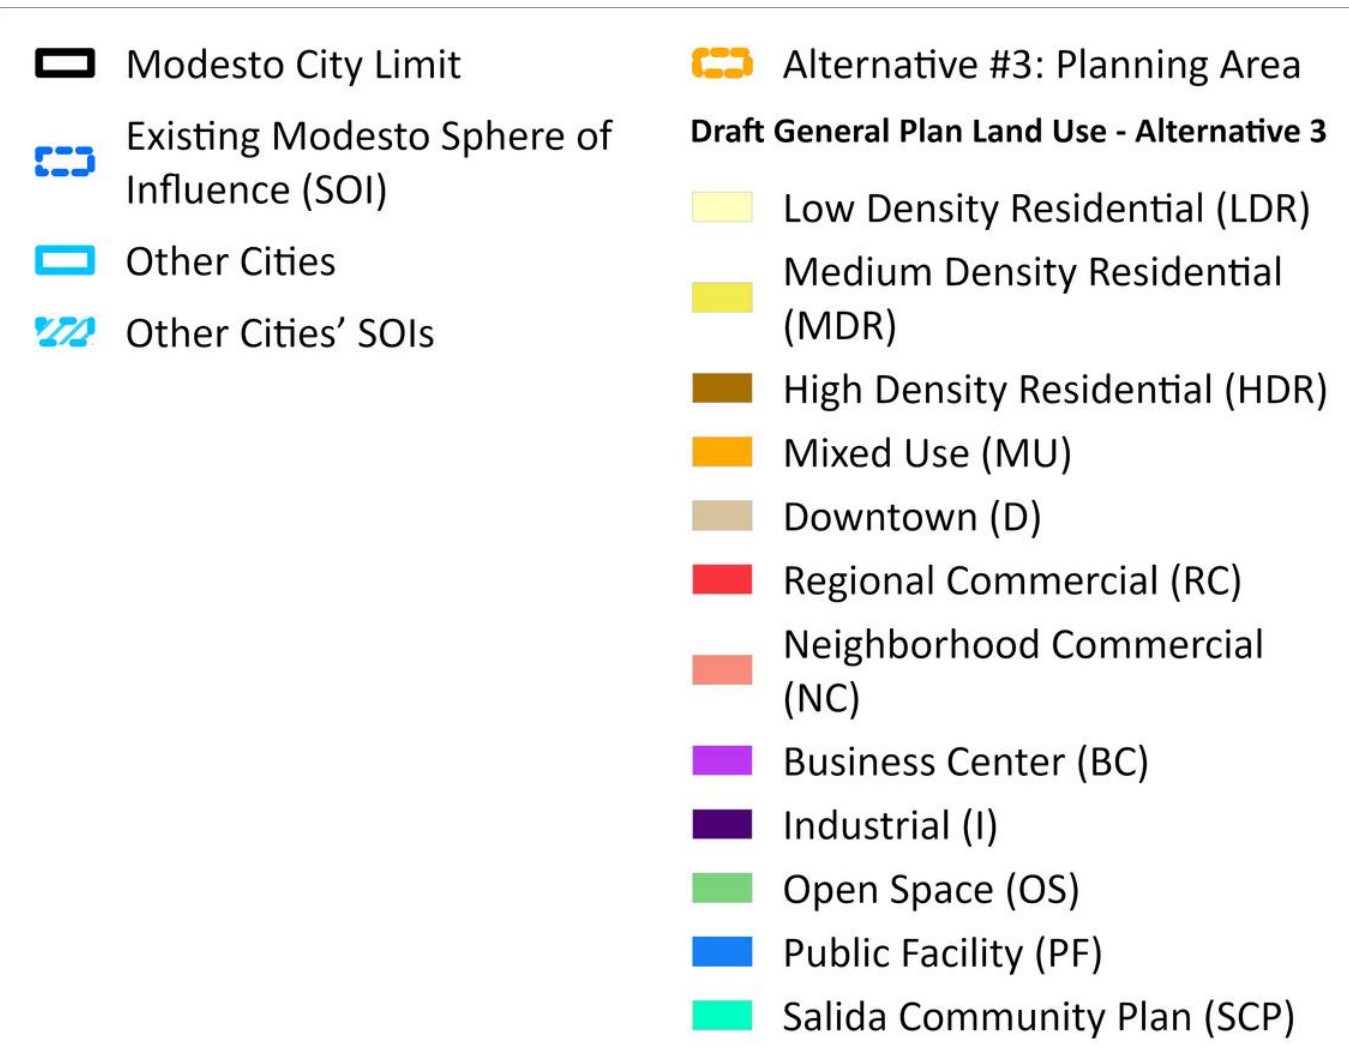 Modesto City Limit
Existing Modesto Sphere of
Influence (SOI)
Other Cities
Other Cities’ SOIs
Alternative #3: Planning Area
Draft General Plan Land Use - Alternative 3
Low Density Residential (LDR)
Medium Density Residential
(MDR)
High Density Residential (HDR)
Mixed Use (MU)
Downtown (D)
Regional Commercial (RC)
Neighborhood Commercial
(NC)
Business Center (BC)
Industrial (I)
Open Space (OS)
Public Facility (PF)
Salida Community Plan (SCP)